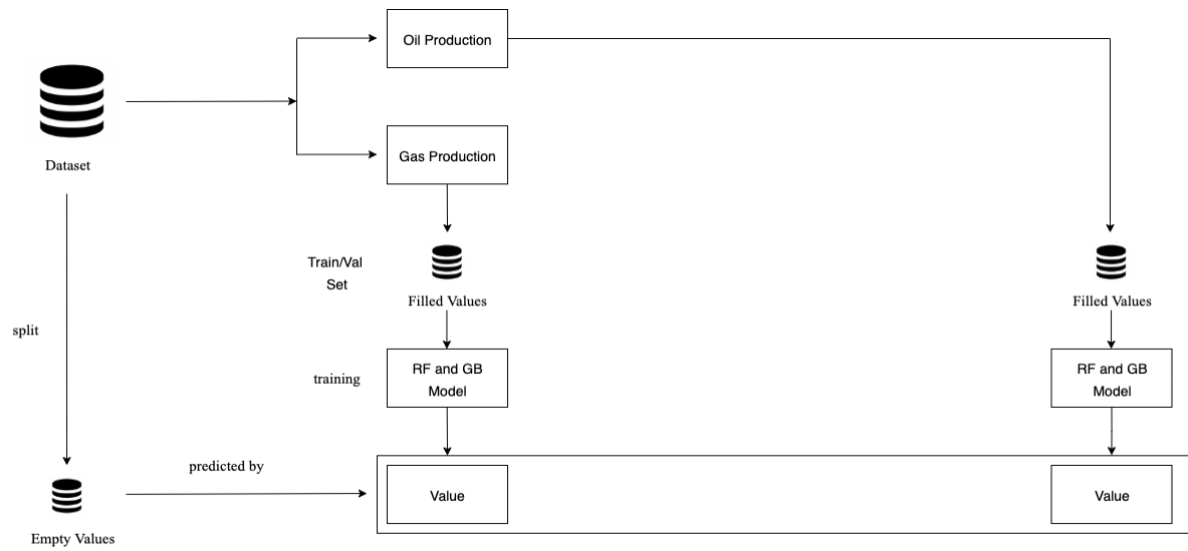 Oil Production
Dataset
Gas Production
Train/Val
Set
Filled Values
Filled Values
split
training
RF and GB
Model
RF and GB
Model
predicted by
Value
Value
Empty Values